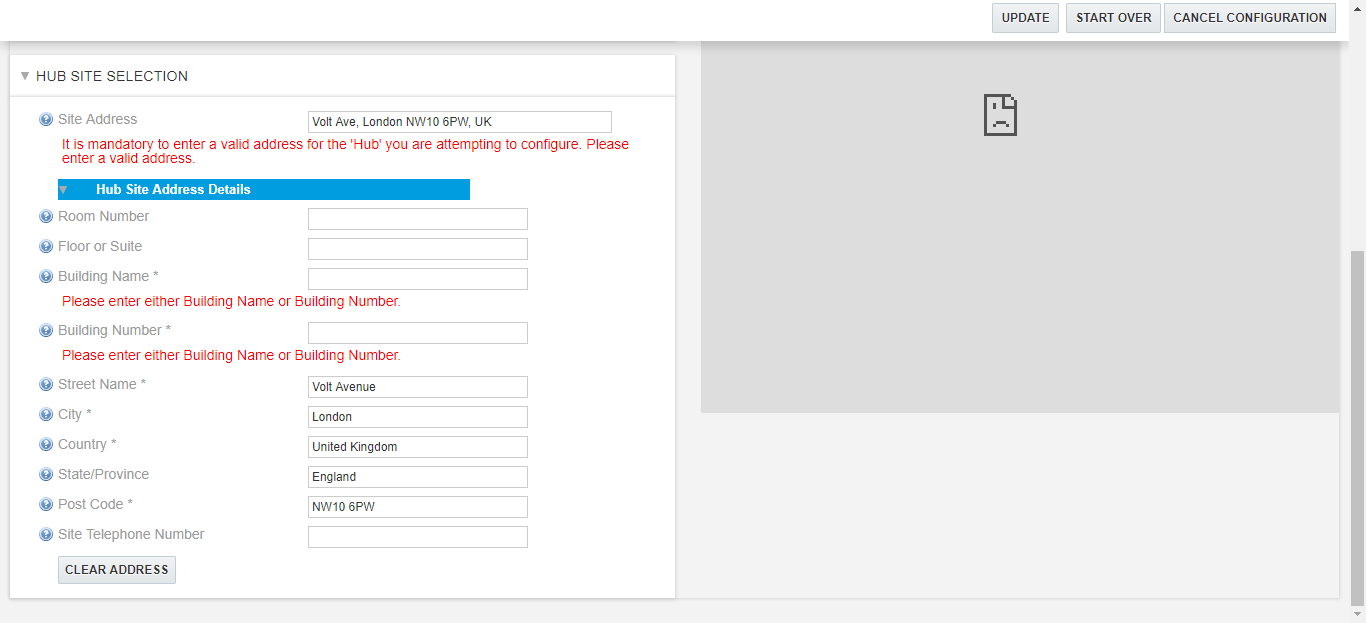 UPDATE START OVER CANCEL CONFIGURATION
HUB SITE SELECTION
Site Address Volt Ave, London NW10 6PW, UK
It is mandatory to enter a valid address for the 'Hub' you are attempting to configure. Please
enter a valid address.
Hub Site Address Details
Room Number
Floor or Suite
Building Name *
Please enter either Building Name or Building Number.
Building Number *
Please enter either Building Name or Building Number.
Street Name * Volt Avenue
City * London
Country * United Kingdom
State/Province England
Post Code * NW10 6PW
Site Telephone Number
CLEAR ADDRESS